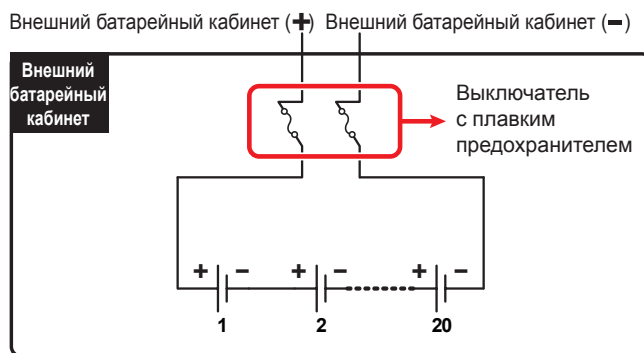 Внешний батарейный кабинет (+) Внешний батарейный кабинет (−)
Внешний
батарейный
кабинет
Выключатель
с плавким
предохранителем
+ − + − + −
1 2 20